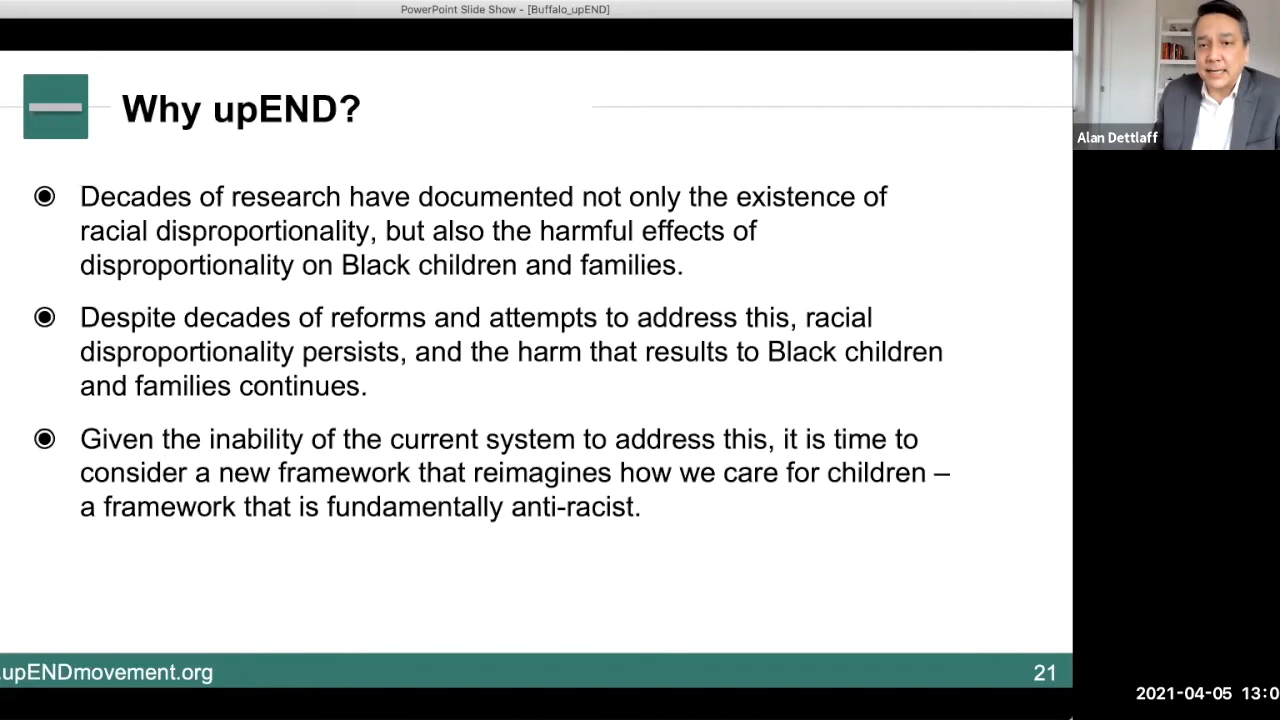 PowerPoint Slide Show - [Buffalo_upEND]
Why upEND?
Decades of research have documented not only the existence of
racial disproportionality, but also the harmful effects of
disproportionality on Black children and families.
Despite decades of reforms and attempts to address this, racial
disproportionality persists, and the harm that results to Black children
and families continues.
Given the inability of the current system to address this, it is time to
consider a new framework that reimagines how we care for children –
a framework that is fundamentally anti-racist.
.upENDmovement.org
21
Alan Dettlaff
2021-04-05 13:0